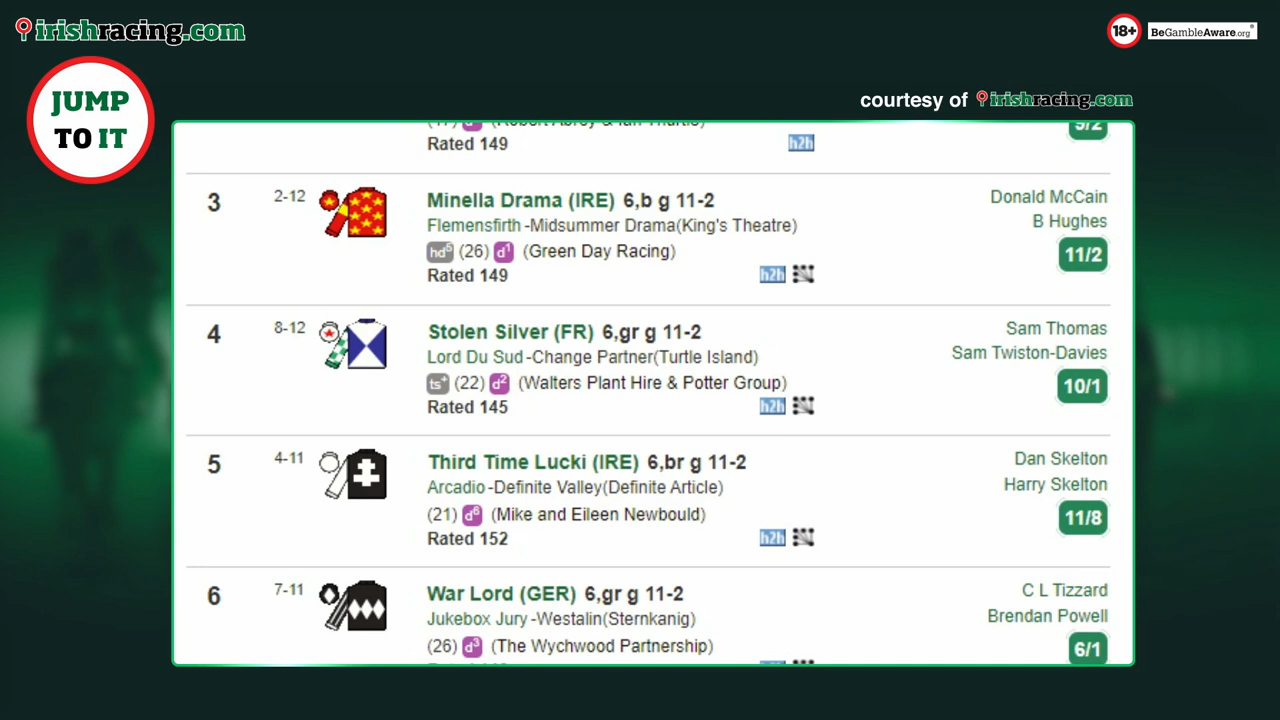 irishracing.com
18+
BeGambleAware.org®
JUMP
TO IT
courtesy of irishracing.com
Rated 149
h2h
3
2-12
Minella Drama (IRE) 6,b g 11-2
Donald McCain
Flemensfirth -Midsummer Drama(King's Theatre)
B Hughes
hd5 (26) d1 (Green Day Racing)
11/2
Rated 149
h2h
4
8-12
Stolen Silver (FR) 6,gr g 11-2
Sam Thomas
Lord Du Sud -Change Partner(Turtle Island)
Sam Twiston-Davies
ts+ (22) d2 (Walters Plant Hire & Potter Group)
10/1
Rated 145
h2h
5
4-11
Third Time Lucki (IRE) 6,br g 11-2
Dan Skelton
Arcadio -Definite Valley(Definite Article)
Harry Skelton
(21) d6 (Mike and Eileen Newbould)
11/8
Rated 152
h2h
6
7-11
War Lord (GER) 6,gr g 11-2
C L Tizzard
Jukebox Jury -Westalin(Sternkanig)
Brendan Powell
(26) d3 (The Wychwood Partnership)
6/1